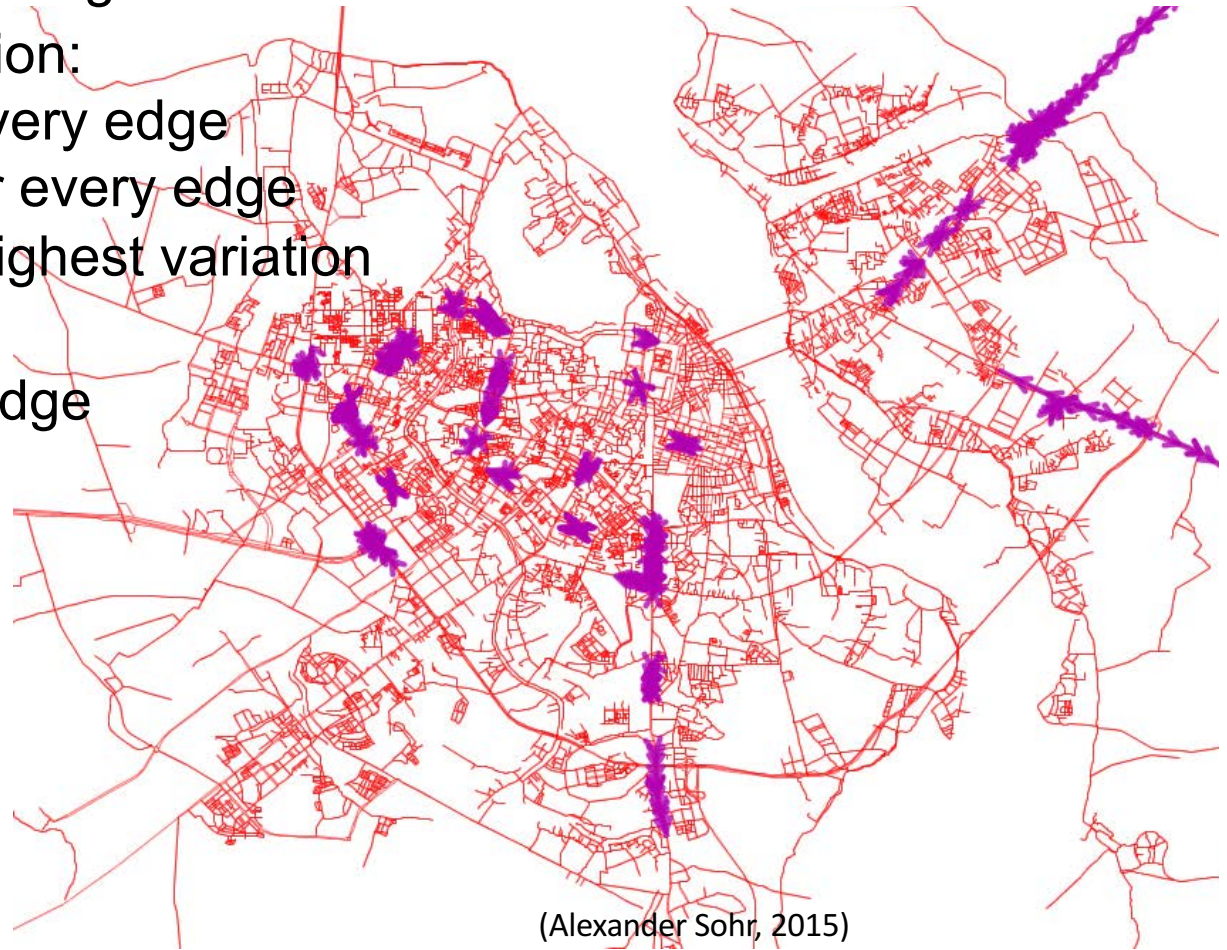 ion:
very edge
r every edge
ighest variation
dge
(Alexander Sohr, 2015)